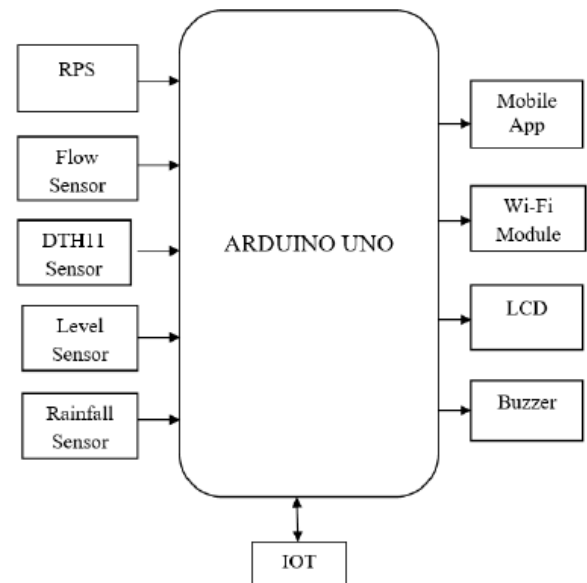 RPS
Flow
Sensor
DTH11
Sensor
Level
Sensor
Rainfall
Sensor
ARDUINO UNO
Mobile
App
Wi-Fi
Module
LCD
Buzzer
IOT